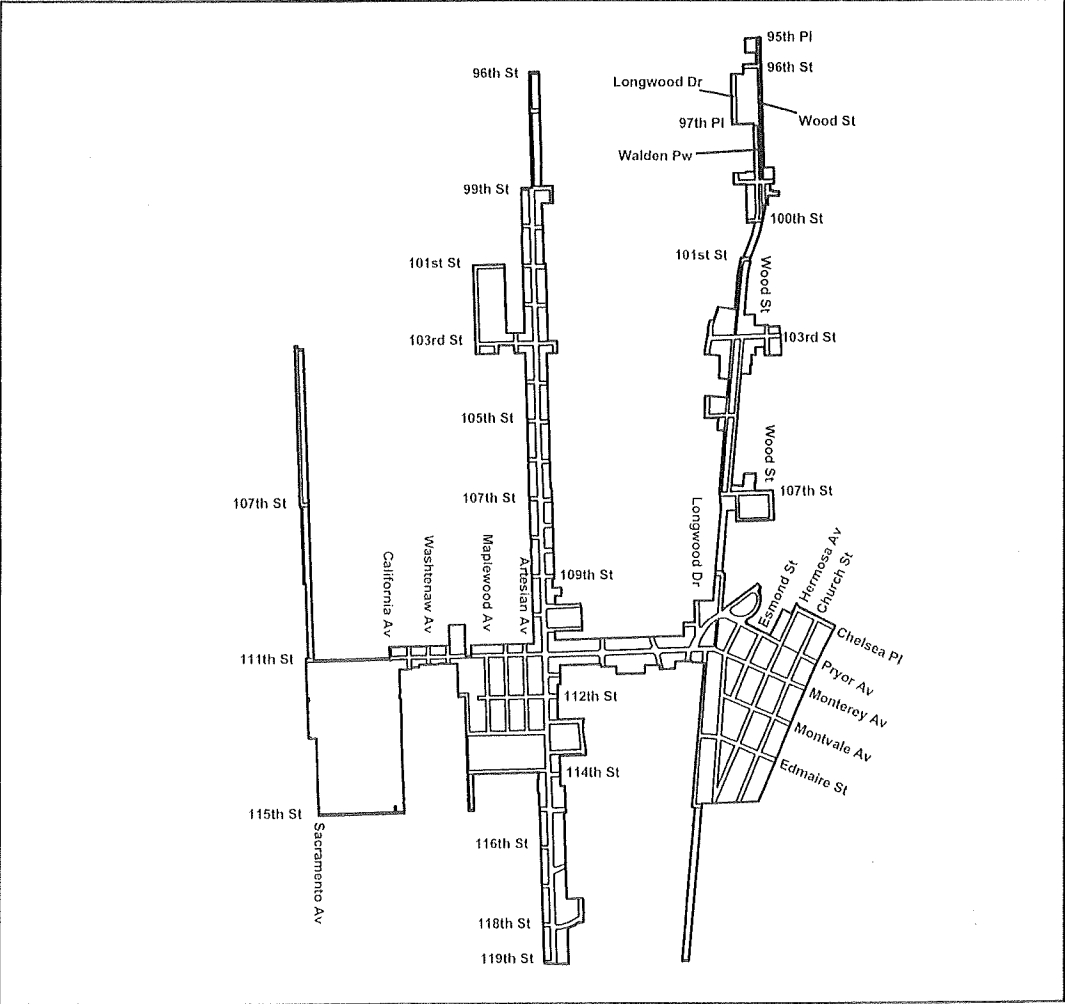 95th Pl
96th St
96th St
Longwood Dr
Wood St
97th Pl
Walden Pw
99th St
100th St
101st St
101st St
Wood St
103rd St
103rd St
105th St
Wood St
107th St
107th St
107th St
Longwood Dr
California Av
Washtenaw Av
Maplewood Av
Artesian Av
109th St
Esmond St
Hermosa Av
Church St
Chelsea Pl
111th St
Pryor Av
Monterey Av
112th St
Montvale Av
Edmaire St
114th St
115th St
Sacramento Av
116th St
118th St
119th St